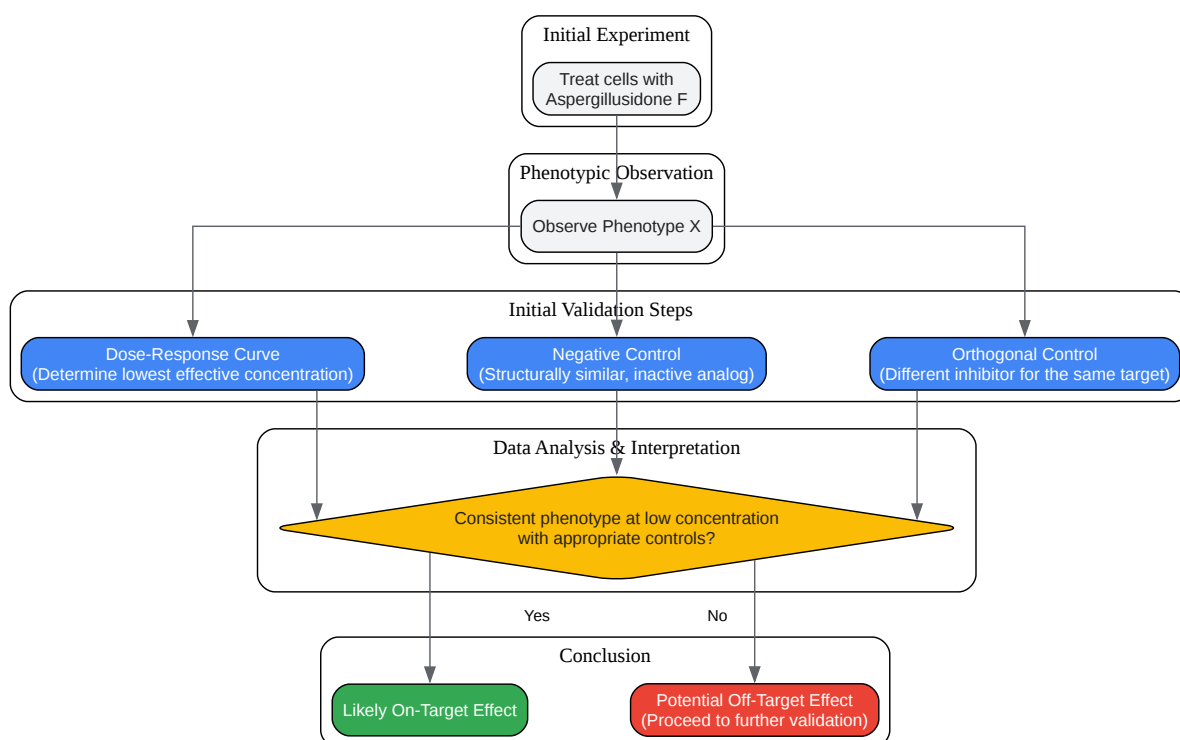 Initial Experiment
Treat cells with
Aspergillusidone F
Phenotypic Observation
Observe Phenotype X
Initial Validation Steps
Dose-Response Curve
(Determine lowest effective concentration)
Negative Control
(Structurally similar, inactive analog)
Orthogonal Control
(Different inhibitor for the same target)
Data Analysis & Interpretation
Consistent phenotype at low concentration
with appropriate controls?
Yes
No
Conclusion
Likely On-Target Effect
Potential Off-Target Effect
(Proceed to further validation)